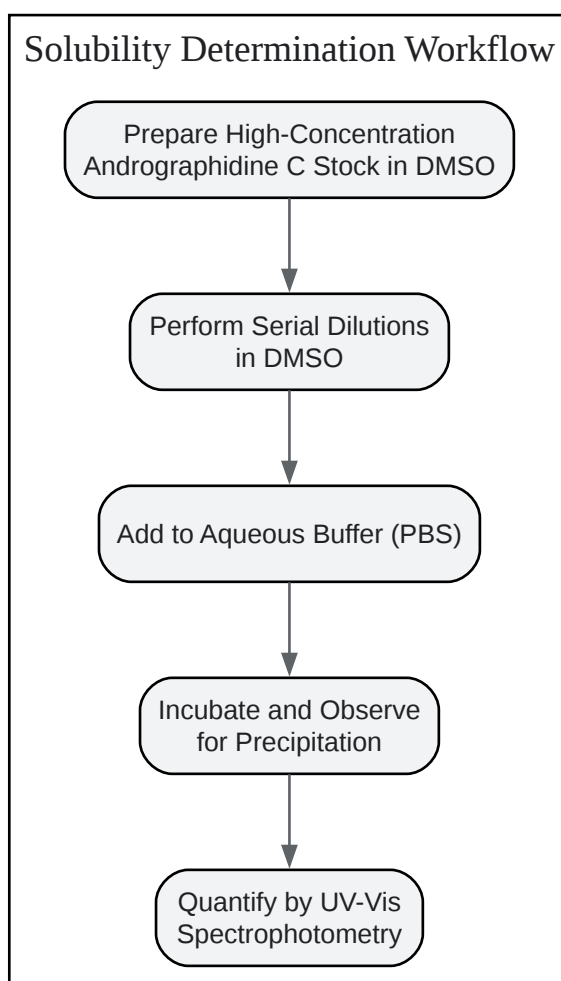 Solubility Determination Workflow
Prepare High-Concentration
Andrographidine C Stock in DMSO
Perform Serial Dilutions
in DMSO
Add to Aqueous Buffer (PBS)
Incubate and Observe
for Precipitation
Quantify by UV-Vis
Spectrophotometry